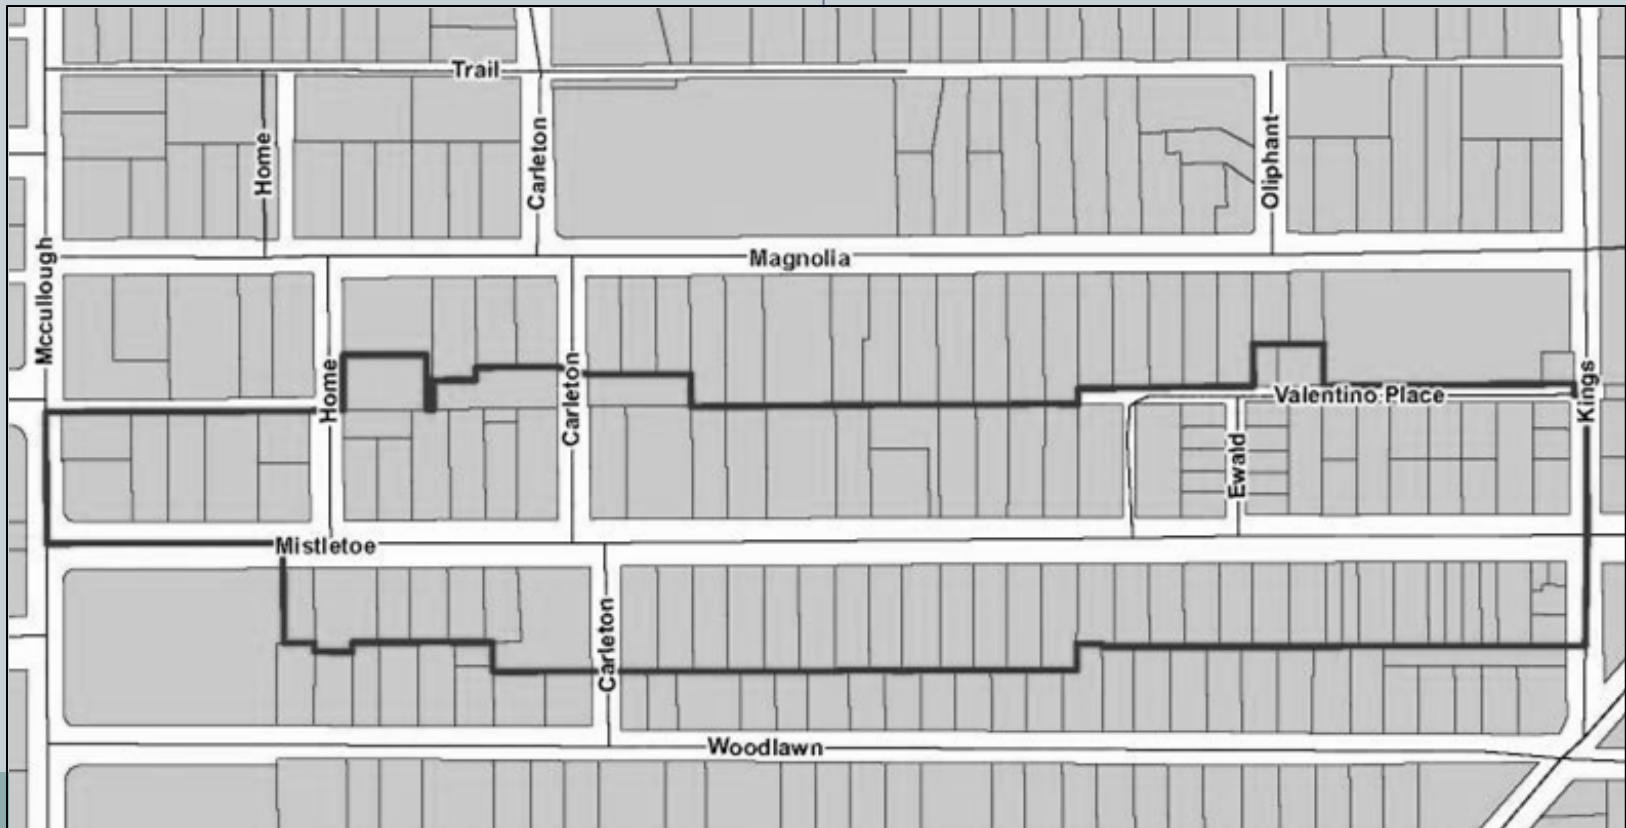 Trail
Home
Carleton
Oliphant
Mccullough
Magnolia
Home
Carleton
Valentino Place
Kings
Ewald
Mistletoe
Carleton
Woodlawn